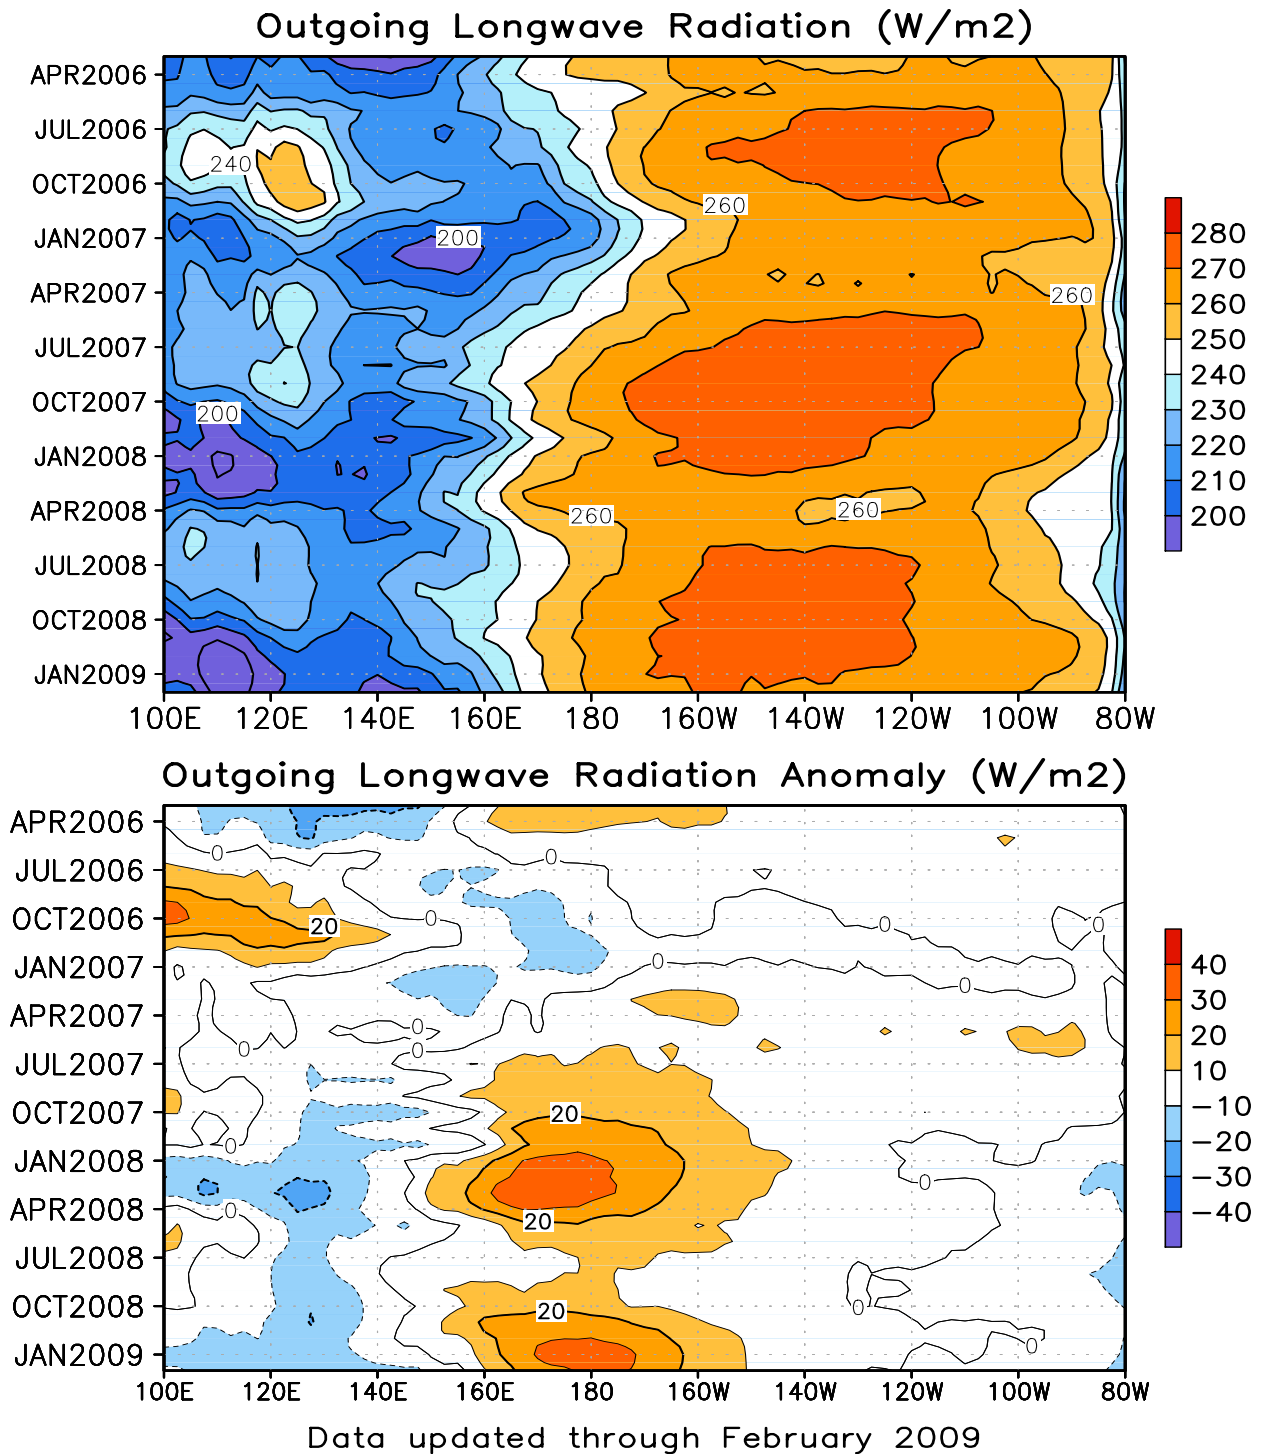 Outgoing Longwave Radiation (W/m2)
APR2006
JUL2006
240
OCT2006
260
JAN2007
200
280
270
APR2007
260
260
JUL2007
250
240
OCT2007
200
230
220
JAN2008
210
APR2008
260
260
200
JUL2008
OCT2008
JAN2009
100E 120E 140E 160E 180 160W 140W 120W 100W 80W
Outgoing Longwave Radiation Anomaly (W/m2)
APR2006
0
0
JUL2006
OCT2006
20
0
0
0
JAN2007
0
40
0
30
APR2007
0
20
0
0
JUL2007
10
OCT2007
20
-10
0
-20
JAN2008
0
-30
APR2008
0
20
-40
JUL2008
OCT2008
20
0
0
JAN2009
100E 120E 140E 160E 180 160W 140W 120W 100W 80W
Data updated through February 2009